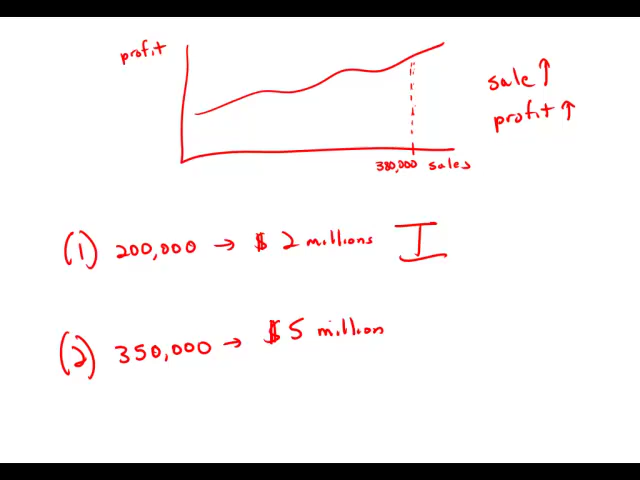 profit
sale ↑
profit ↑
380,000 sales
(1) 200,000 → $ 2 millions I
(2) 350,000 → $5 million